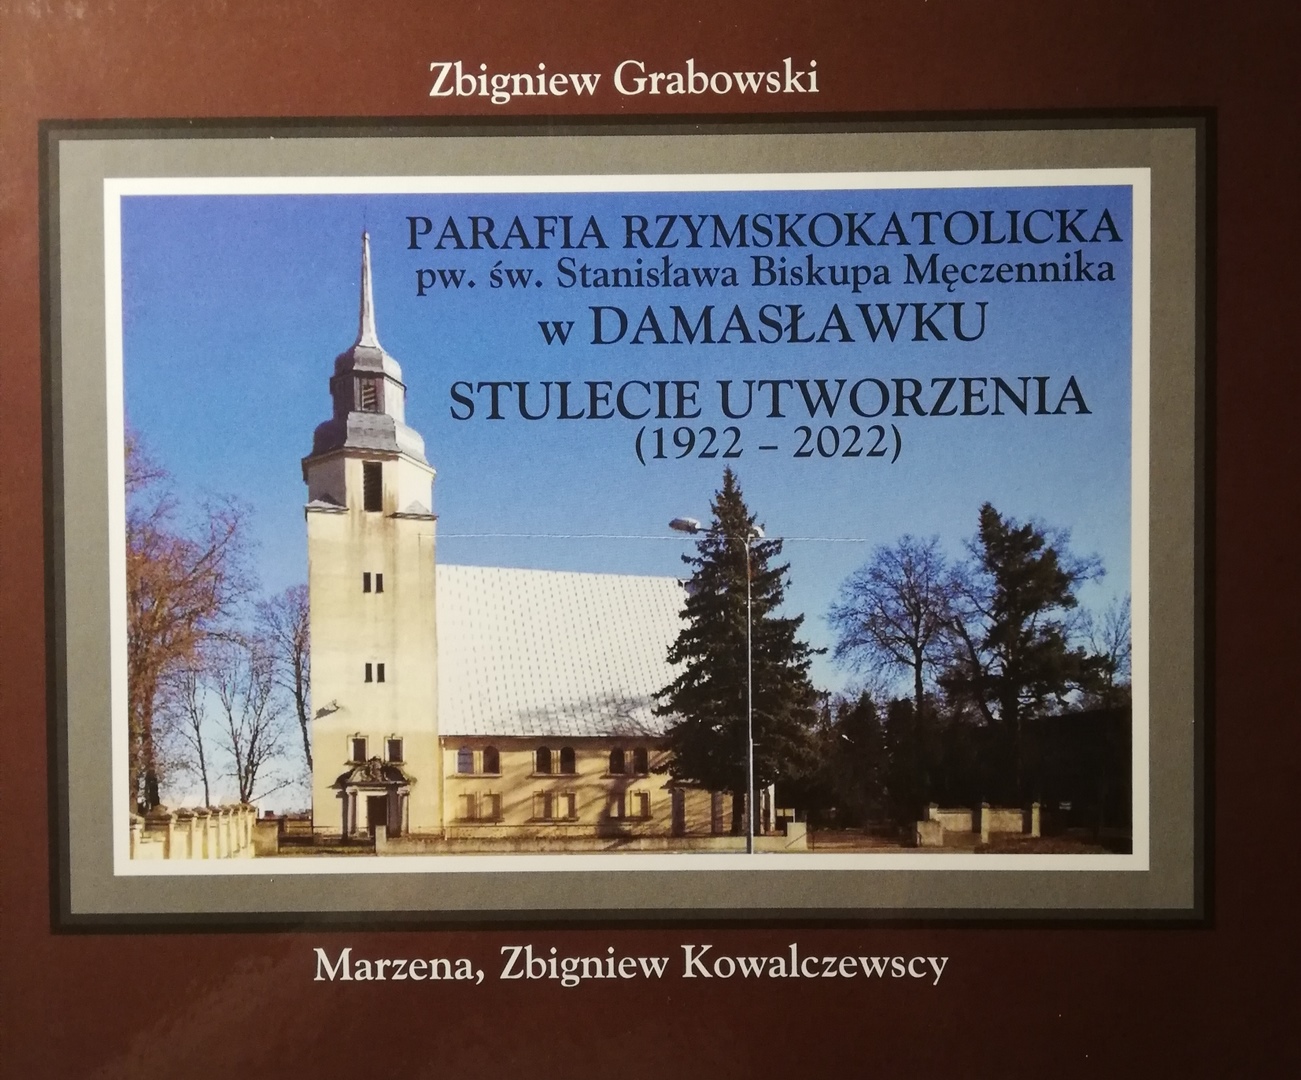 Zbigniew Grabowski
PARAFIA RZYMSKOKATOLICKA
pw. św. Stanisława Biskupa Męczennika
w DAMASŁAWKU
STULECIE UTWORZENIA
(1922 – 2022)
Marzena, Zbigniew Kowalczewscy